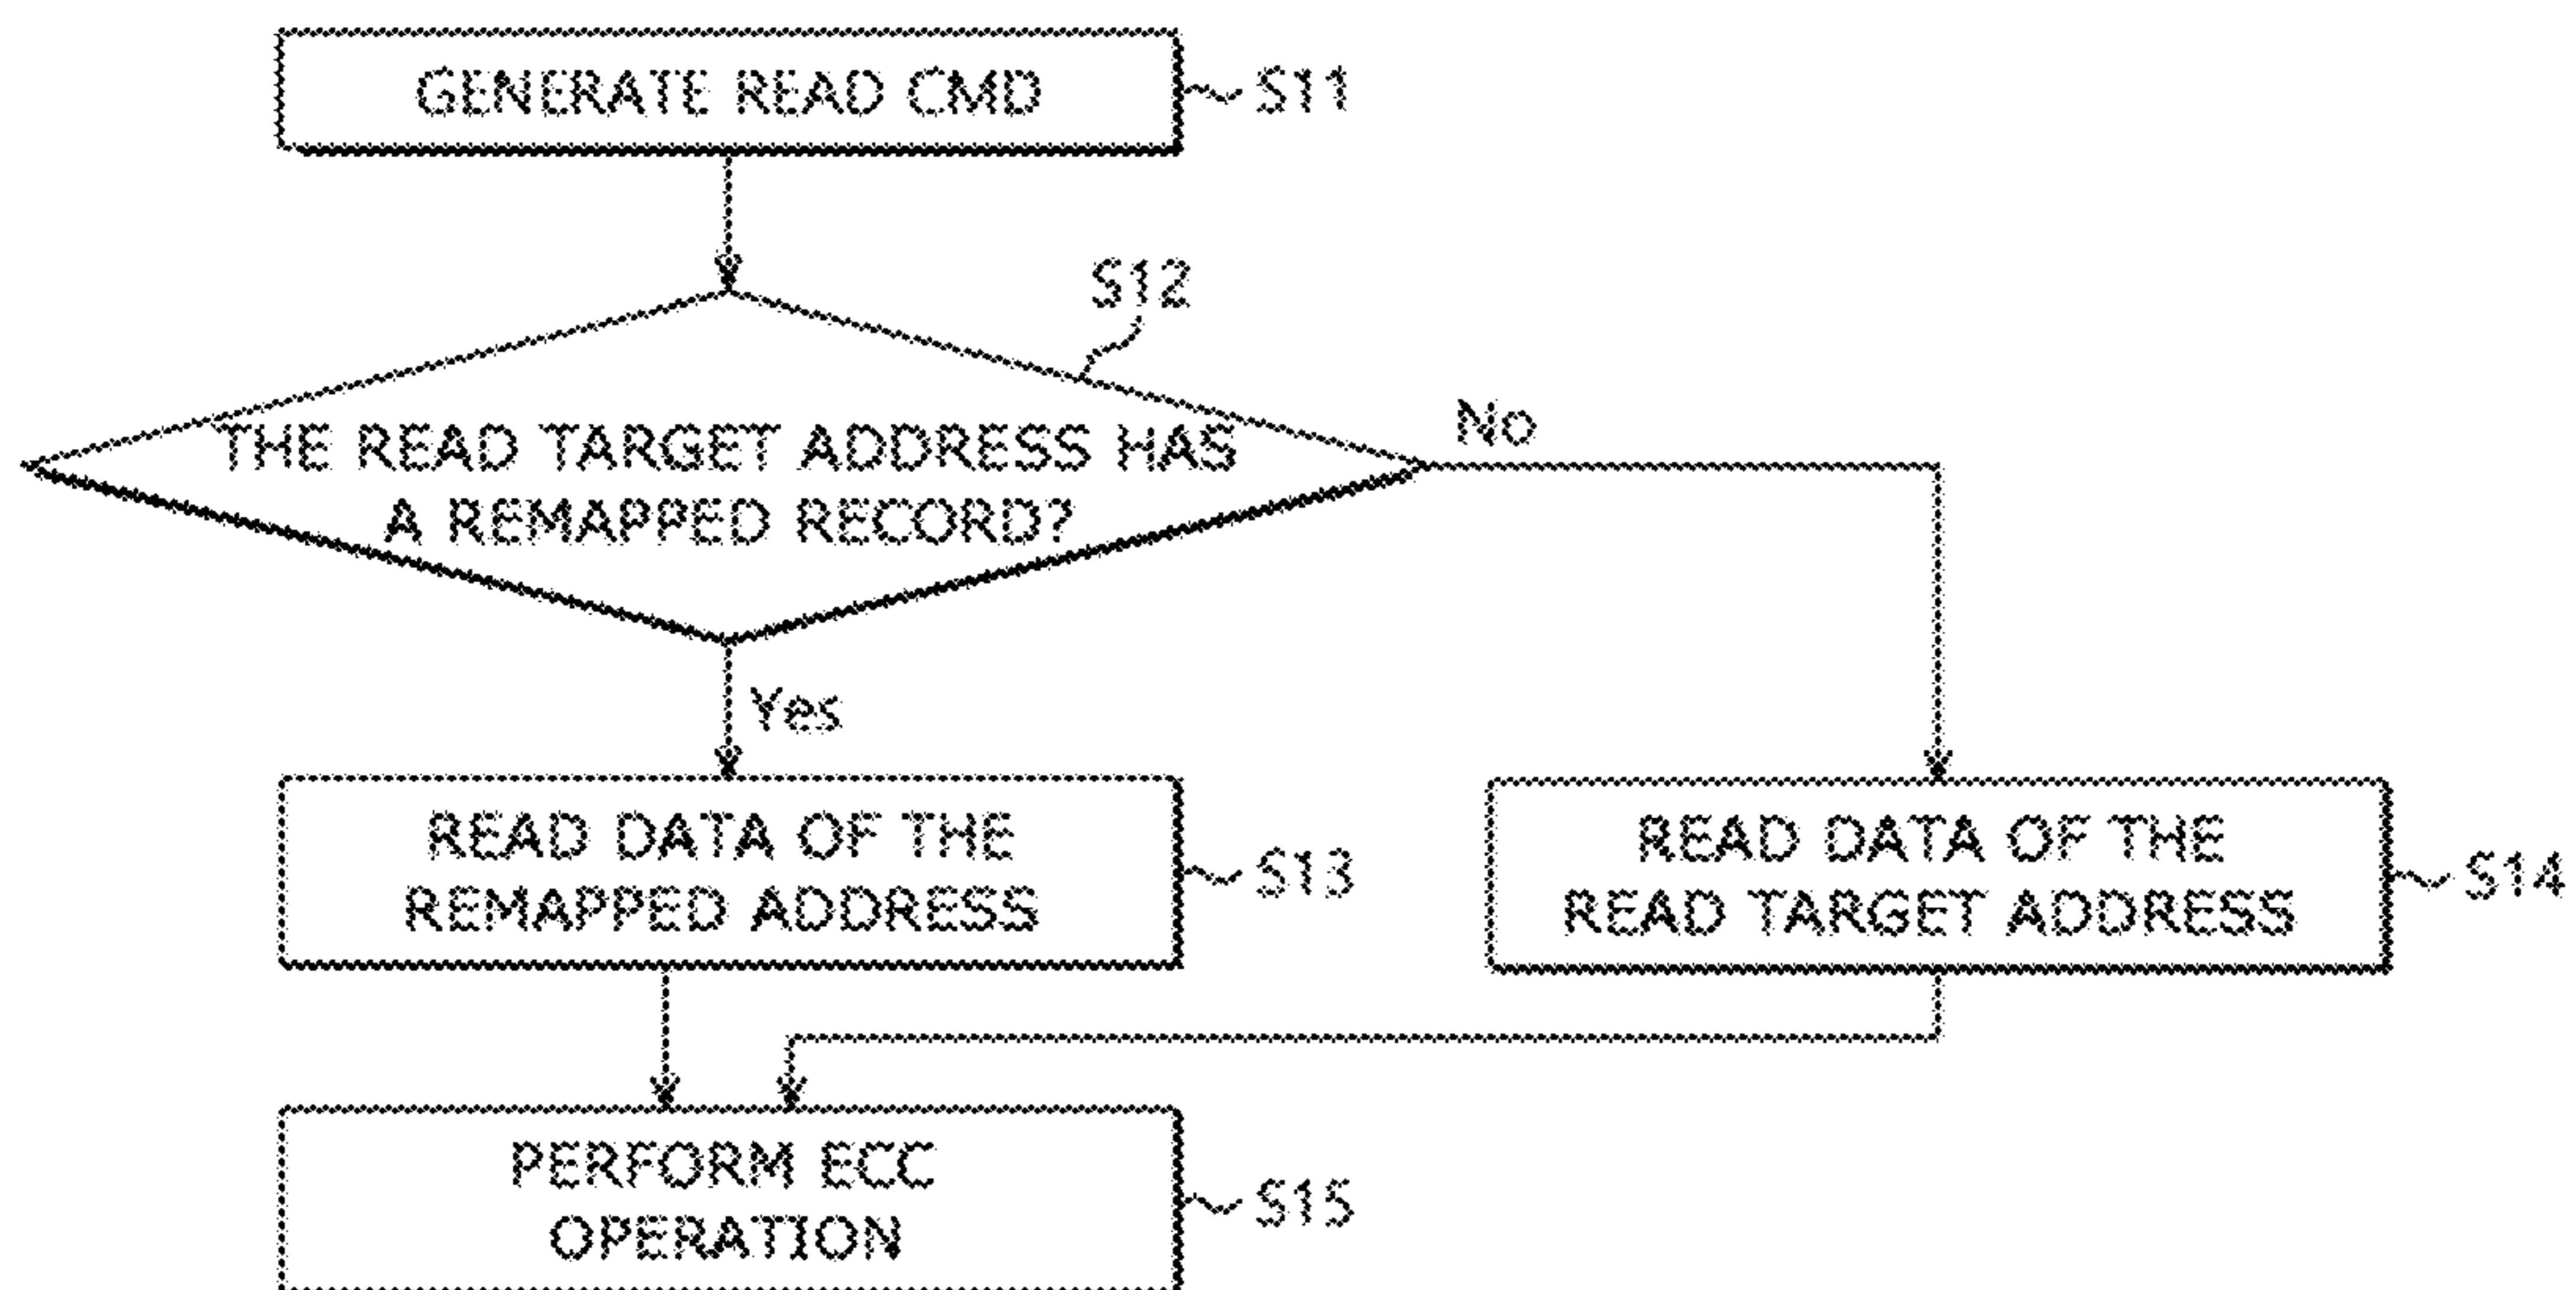 GENERATE READ CMD
S11
S12
THE READ TARGET ADDRESS HAS
A REMAPPED RECORD?
No
Yes
READ DATA OF THE
REMAPPED ADDRESS
S13
READ DATA OF THE
READ TARGET ADDRESS
S14
PERFORM ECC
OPERATION
S15